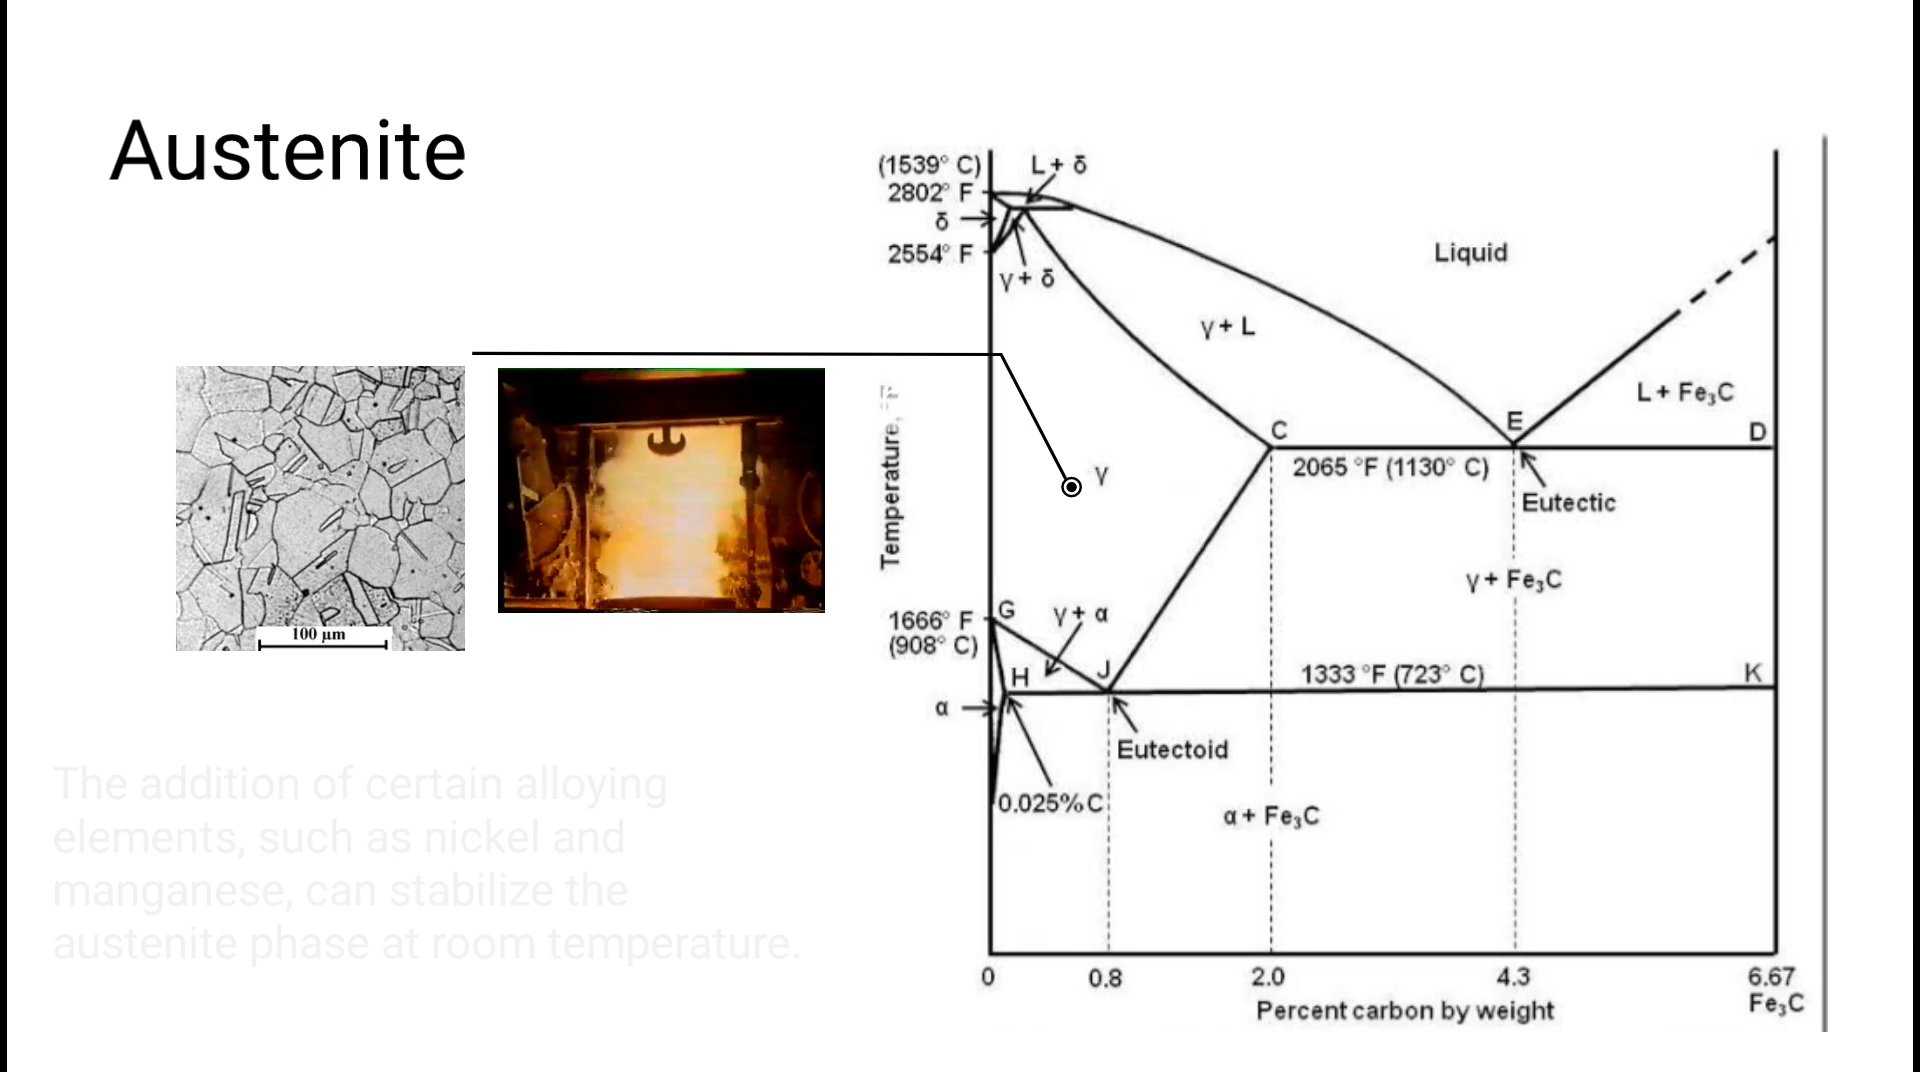 Austenite
100 µm
The addition of certain alloying
elements, such as nickel and
manganese, can stabilize the
austenite phase at room temperature.
(1539° C)
2802° F
L + δ
δ
2554° F
γ + δ
Liquid
γ + L
L + Fe₃C
Temperature,
C
E
D
2065 °F (1130° C)
γ
Eutectic
γ + Fe₃C
1666° F
(908° C)
G
γ + α
H
J
1333 °F (723° C)
K
α
Eutectoid
0.025% C
α + Fe₃C
0
0.8
2.0
4.3
6.67
Percent carbon by weight
Fe₃C